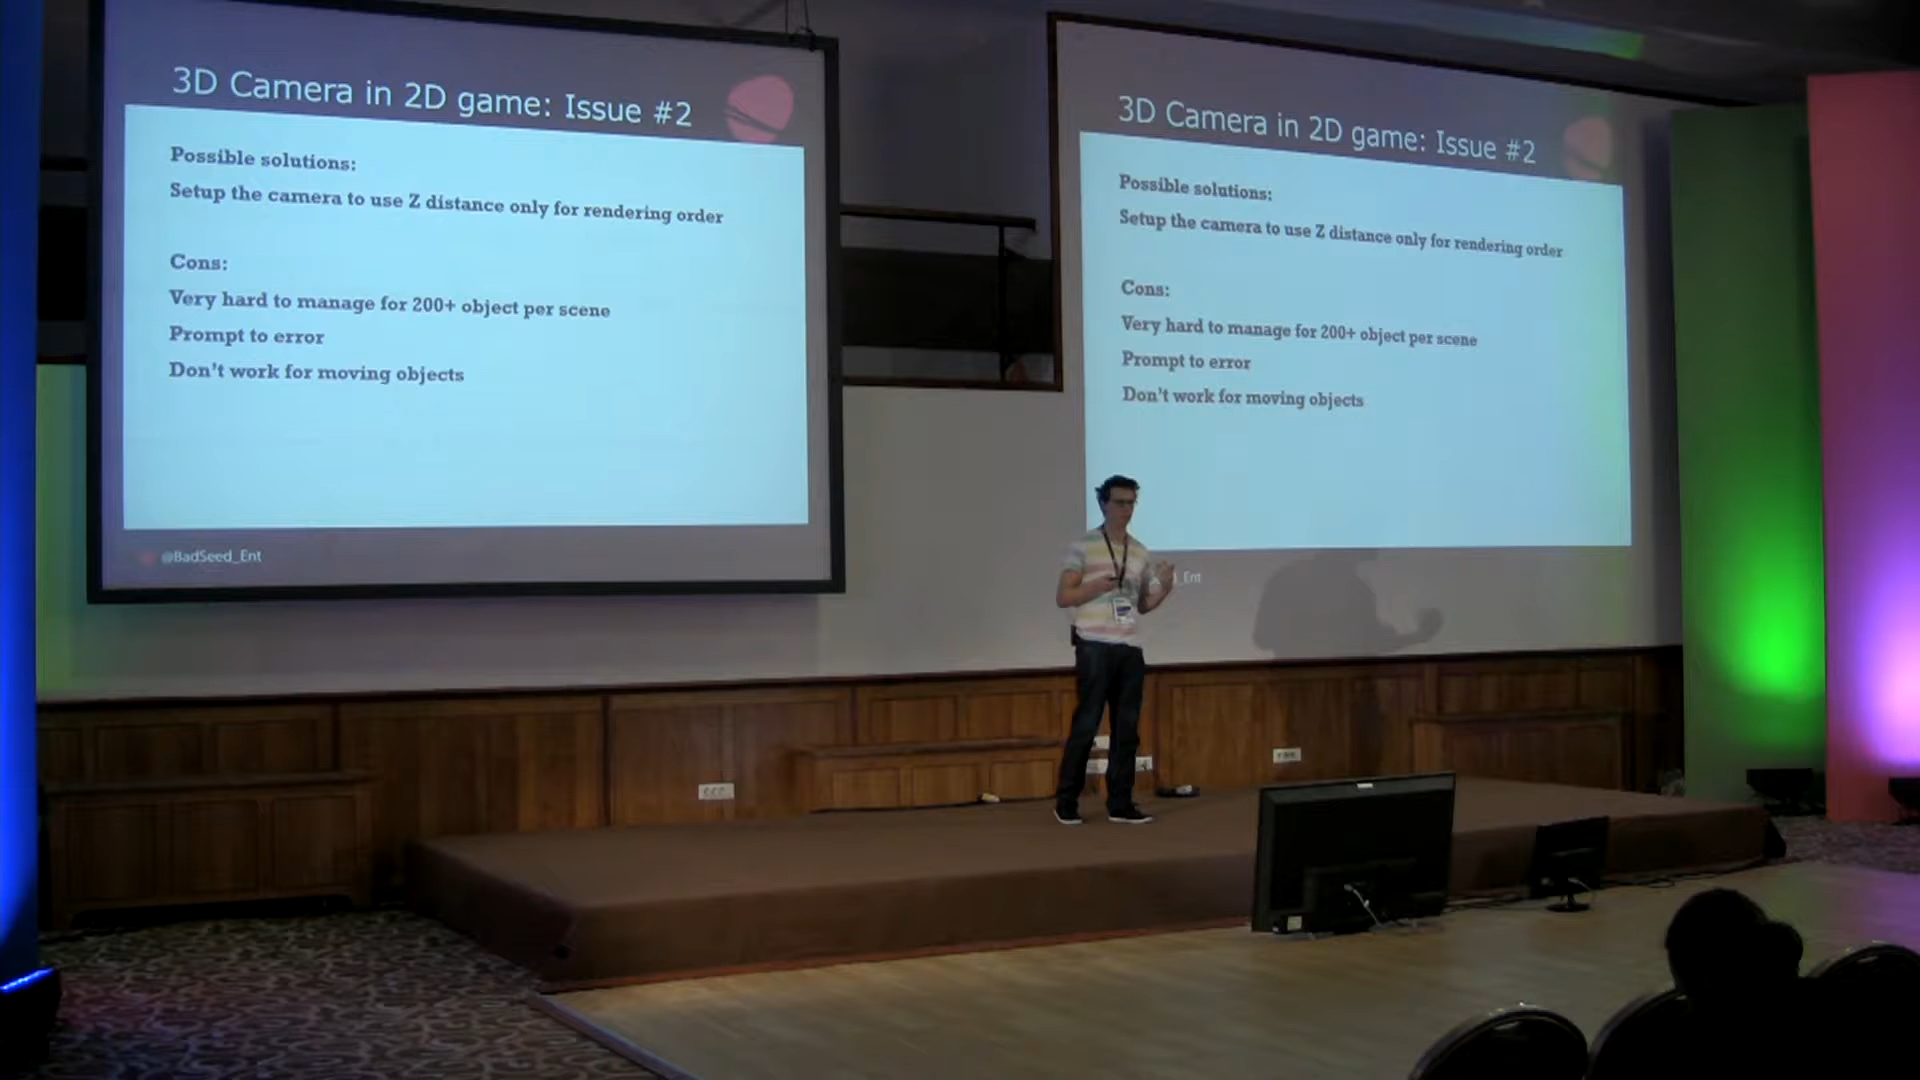 3D Camera in 2D game: Issue #2
Possible solutions:
Setup the camera to use Z distance only for rendering order
Cons:
Very hard to manage for 200+ object per scene
Prompt to error
Don't work for moving objects
@BadSeed_Ent
3D Camera in 2D game: Issue #2
Possible solutions:
Setup the camera to use Z distance only for rendering order
Cons:
Very hard to manage for 200+ object per scene
Prompt to error
Don't work for moving objects
_Ent